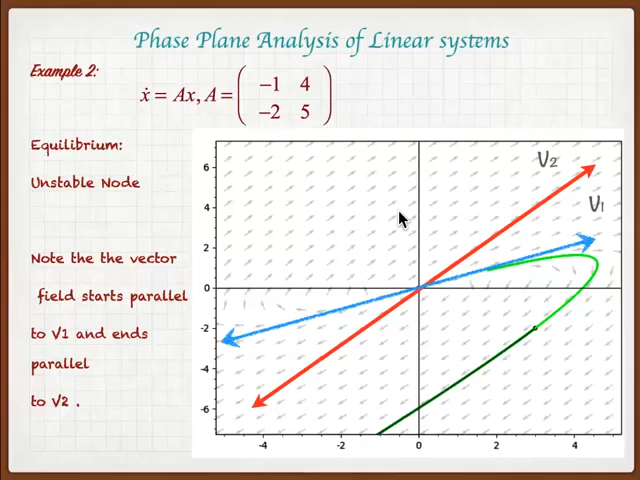 Phase Plane Analysis of Linear systems
Example 2:
ẋ = Ax, A = ( −1 4
−2 5 )
Equilibrium:
Unstable Node
Note the the vector
field starts parallel
to V1 and ends
parallel
to V2 .
V2
V1
6
4
2
0
-2
-4
-6
-4 -2 0 2 4